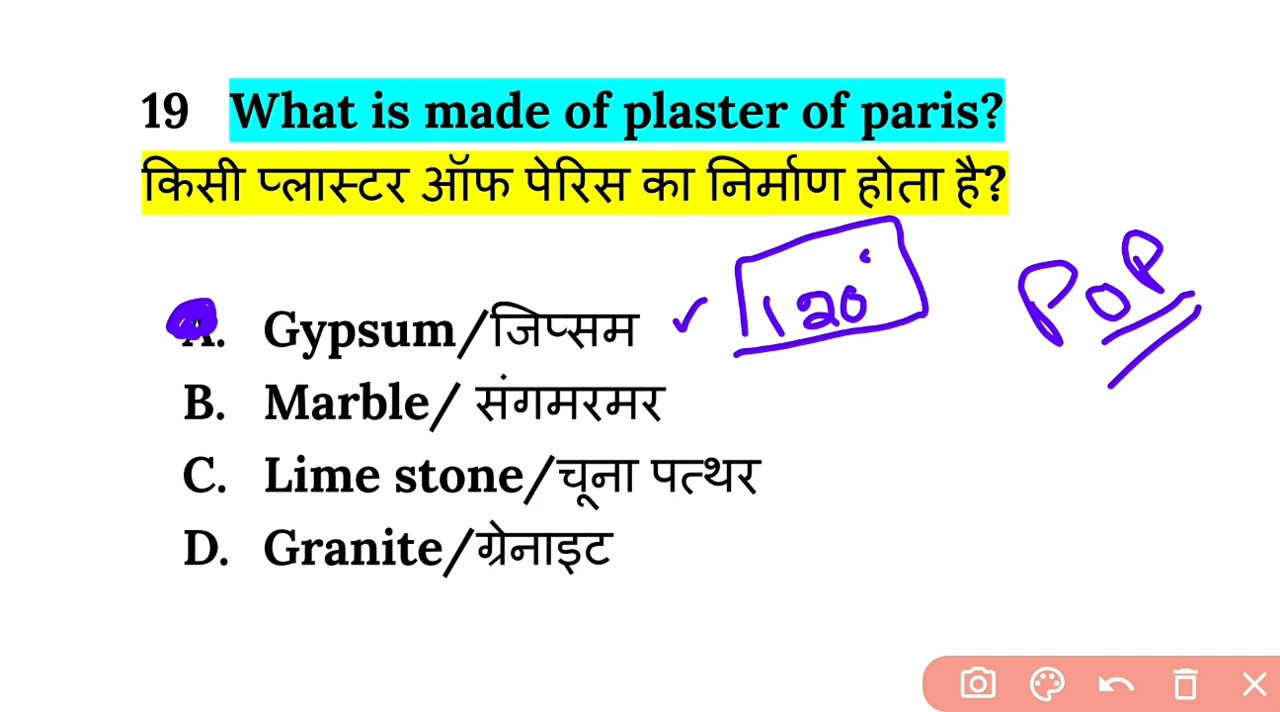 19 What is made of plaster of paris?
किसी प्लास्टर ऑफ पेरिस का निर्माण होता है?
120°
POP
A. Gypsum/जिप्सम ✓
B. Marble/ संगमरमर
C. Lime stone/चूना पत्थर
D. Granite/ग्रेनाइट